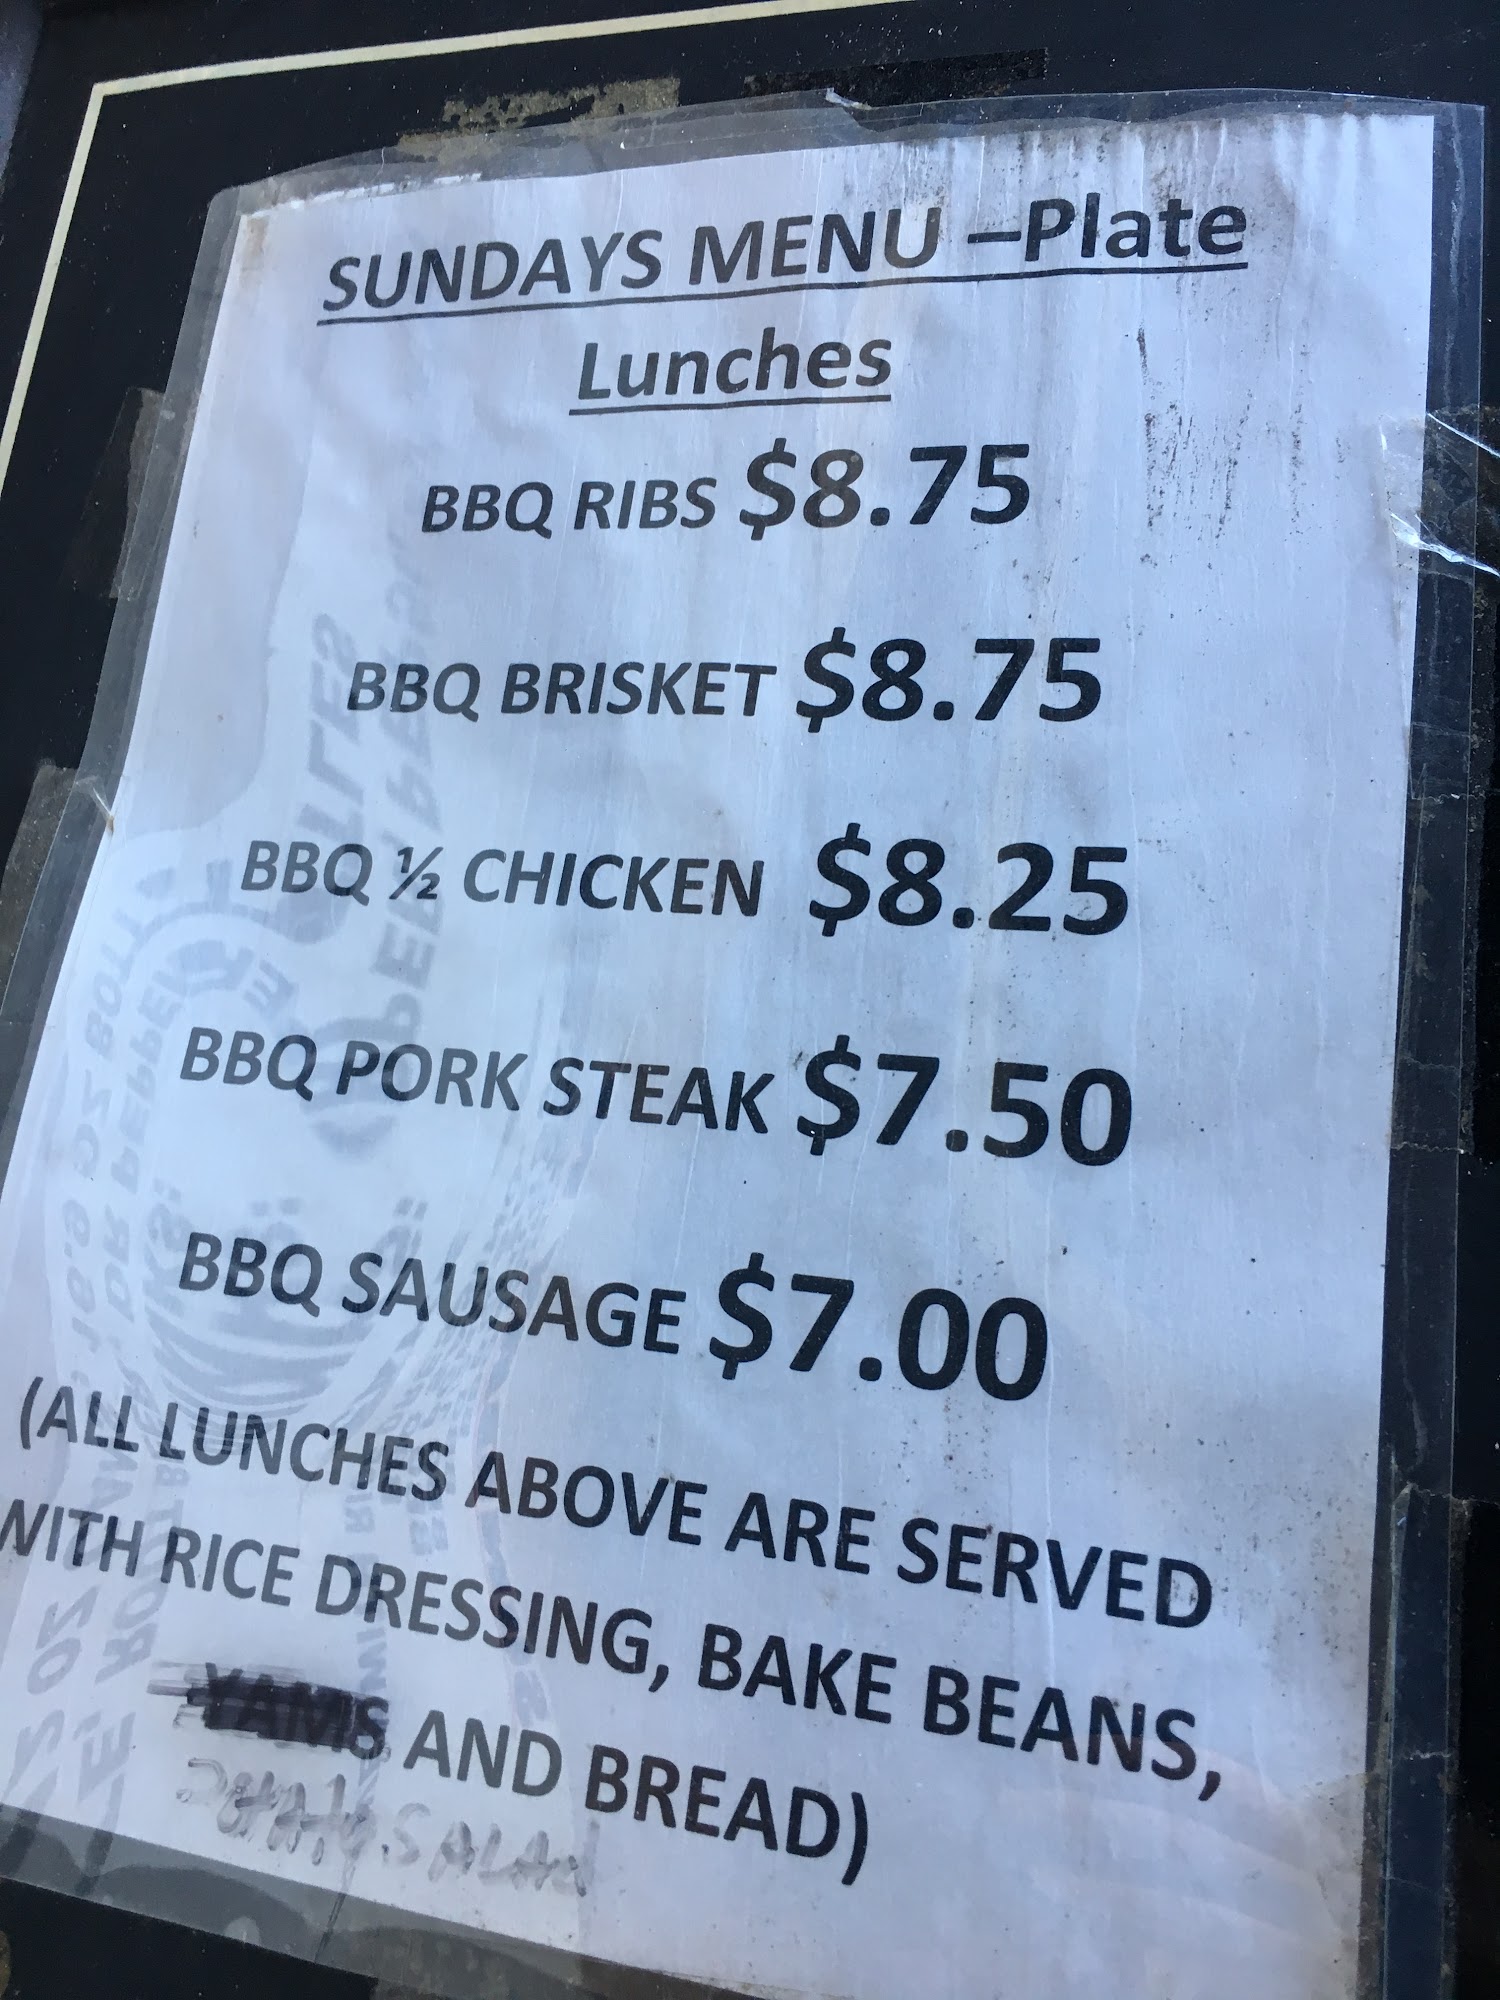 SUNDAYS MENU –Plate
Lunches
BBQ RIBS $8.75
BBQ BRISKET $8.75
BBQ ½ CHICKEN $8.25
BBQ PORK STEAK $7.50
BBQ SAUSAGE $7.00
(ALL LUNCHES ABOVE ARE SERVED
WITH RICE DRESSING, BAKE BEANS,
YAMS AND BREAD)
SALAD